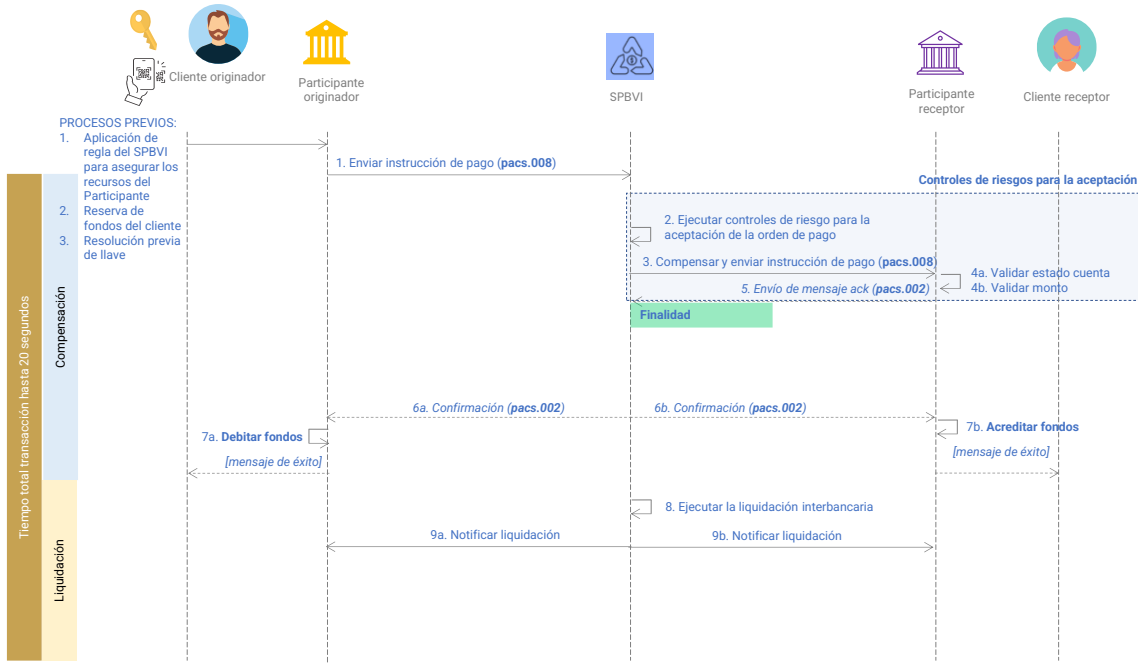 Cliente originador
Participante
originador
SPBVI
Participante
receptor
Cliente receptor
PROCESOS PREVIOS:
1. Aplicación de
regla del SPBVI
para asegurar los
recursos del
Participante
2. Reserva de
fondos del cliente
3. Resolución previa
de llave
1. Enviar instrucción de pago (pacs.008)
Controles de riesgos para la aceptación
2. Ejecutar controles de riesgo para la
aceptación de la orden de pago
3. Compensar y enviar instrucción de pago (pacs.008)
4a. Validar estado cuenta
4b. Validar monto
5. Envío de mensaje ack (pacs.002)
Finalidad
6a. Confirmación (pacs.002)
6b. Confirmación (pacs.002)
7a. Debitar fondos
7b. Acreditar fondos
[mensaje de éxito]
[mensaje de éxito]
8. Ejecutar la liquidación interbancaria
9a. Notificar liquidación
9b. Notificar liquidación
Tiempo total transacción hasta 20 segundos
Compensación
Liquidación